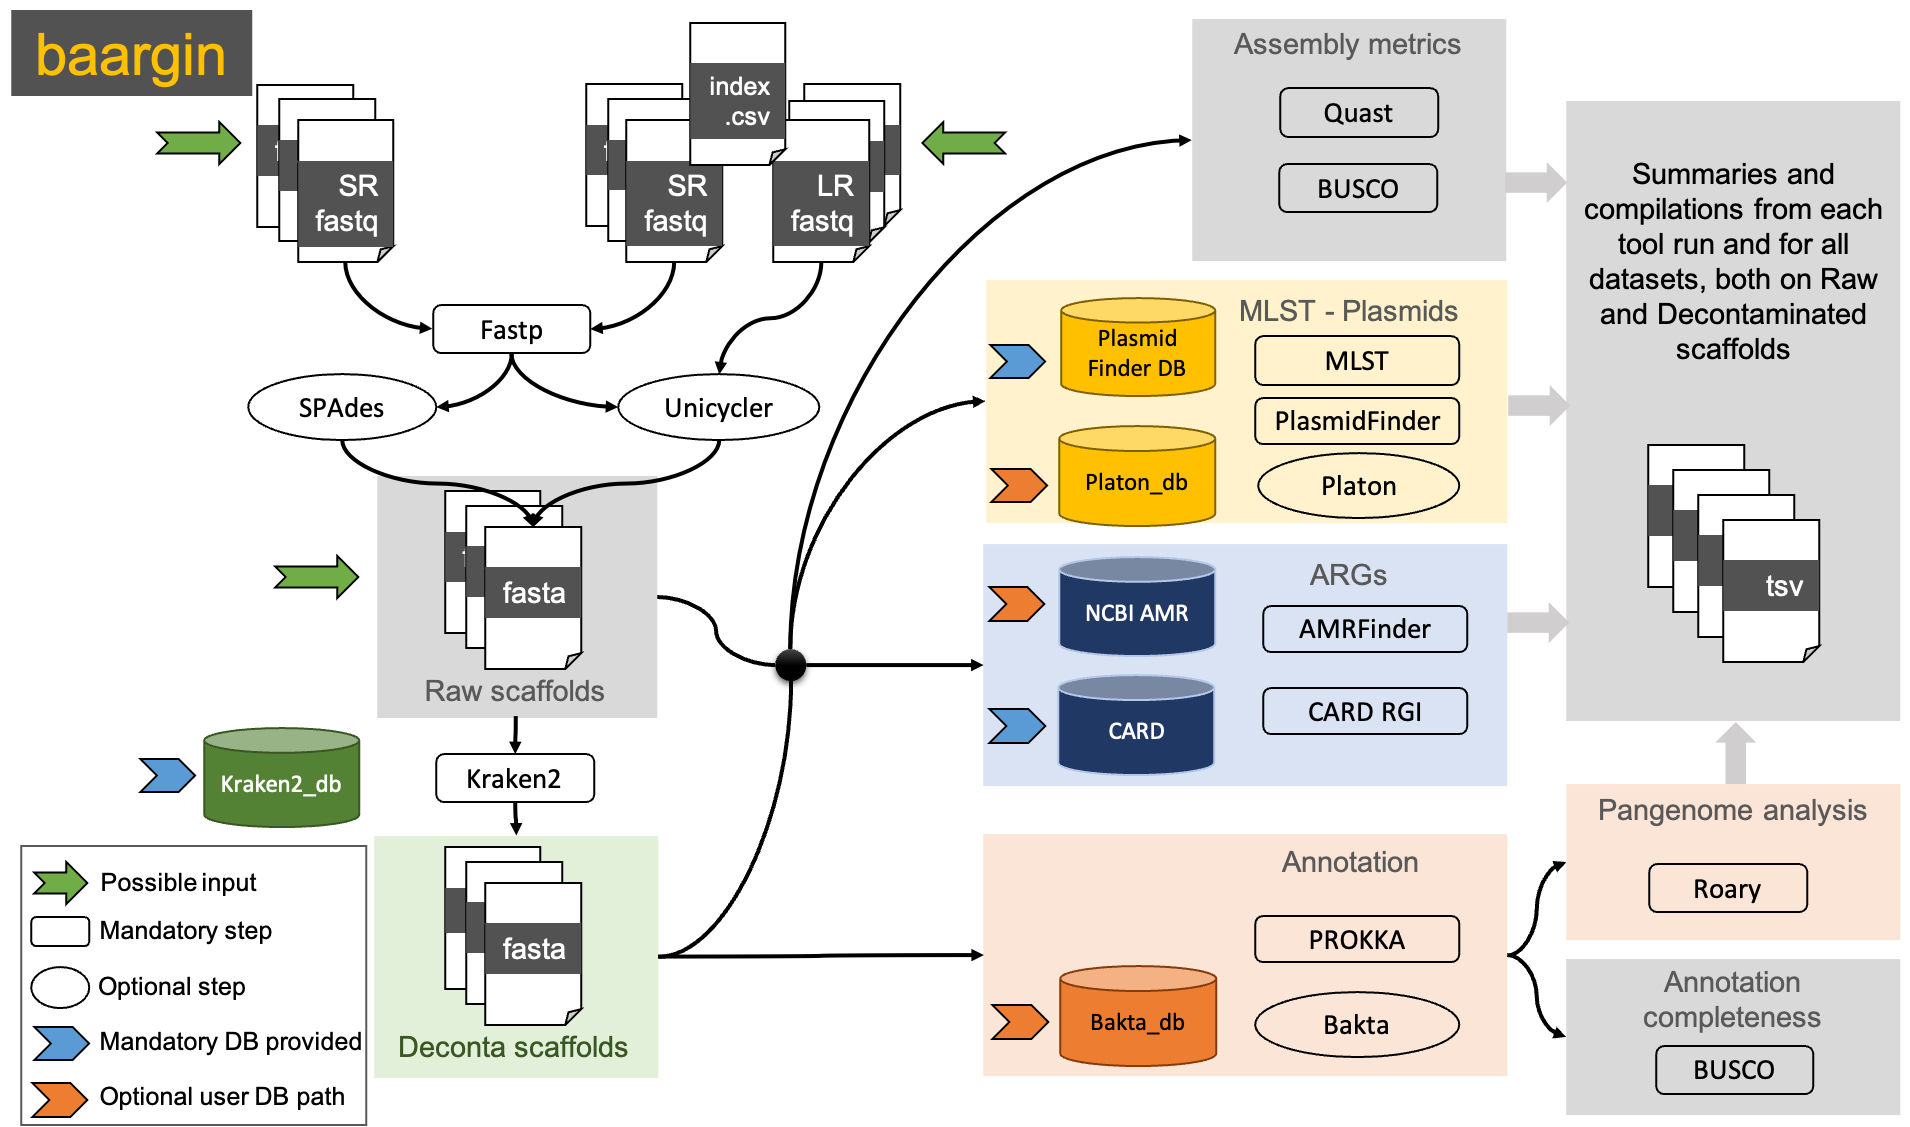 baargin
SR
fastq
index
.csv
SR
fastq
LR
fastq
Fastp
SPAdes
Unicycler
fasta
Raw scaffolds
Kraken2_db
Kraken2
fasta
Deconta scaffolds
Possible input
Mandatory step
Optional step
Mandatory DB provided
Optional user DB path
Assembly metrics
Quast
BUSCO
MLST - Plasmids
Plasmid
Finder DB
MLST
PlasmidFinder
Platon_db
Platon
ARGs
NCBI AMR
AMRFinder
CARD
CARD RGI
Annotation
PROKKA
Bakta_db
Bakta
Summaries and
compilations from each
tool run and for all
datasets, both on Raw
and Decontaminated
scaffolds
tsv
Pangenome analysis
Roary
Annotation
completeness
BUSCO